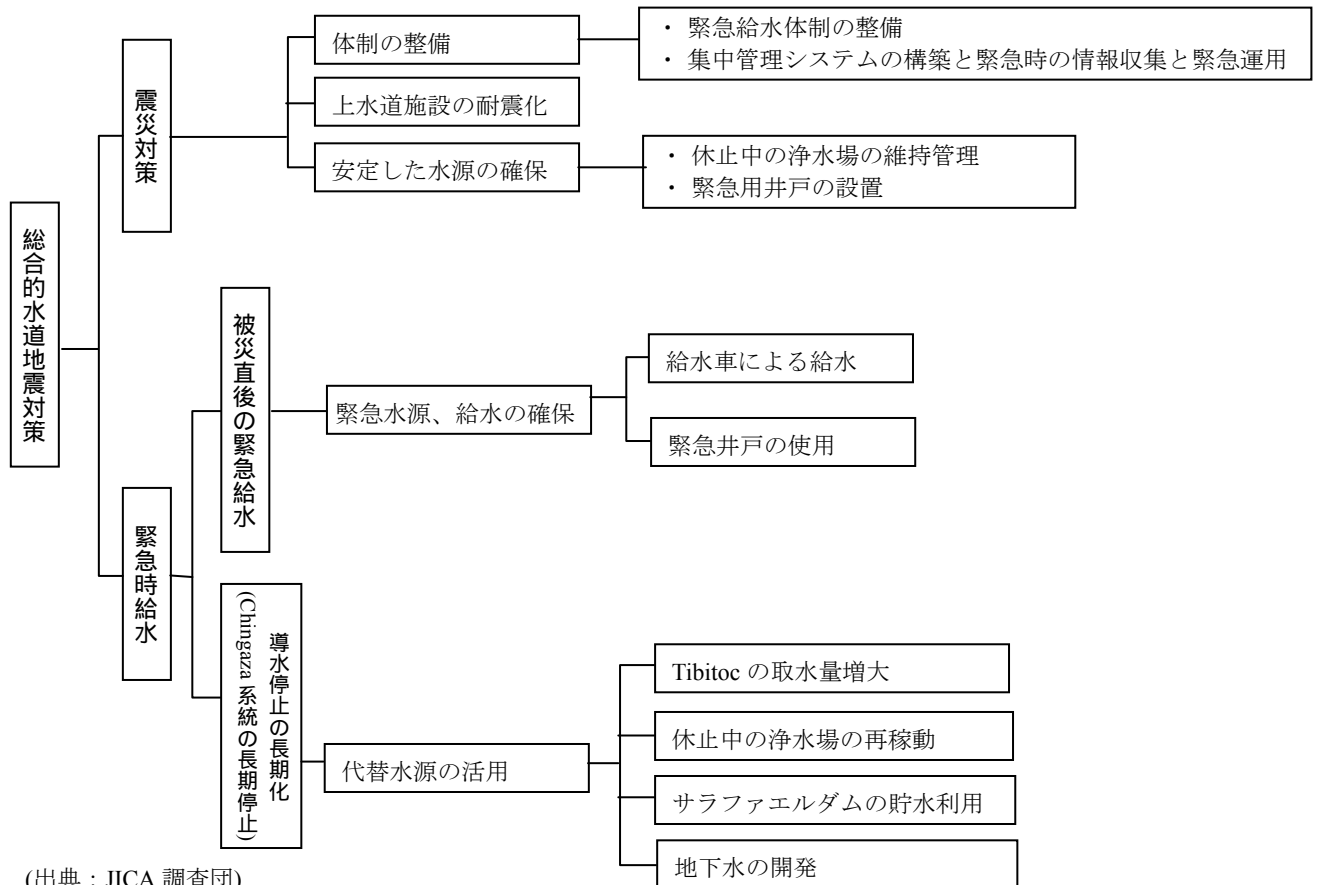 総合的水道地震対策
震災対策
体制の整備
・ 緊急給水体制の整備
・ 集中管理システムの構築と緊急時の情報収集と緊急運用
上水道施設の耐震化
安定した水源の確保
・ 休止中の浄水場の維持管理
・ 緊急用井戸の設置
緊急時給水
被災直後の緊急給水
緊急水源、給水の確保
給水車による給水
緊急井戸の使用
導水停止の長期化
(Chingaza 系統の長期停止)
代替水源の活用
Tibitoc の取水量増大
休止中の浄水場の再稼動
サラファエルダムの貯水利用
地下水の開発
(出典：JICA 調査団)